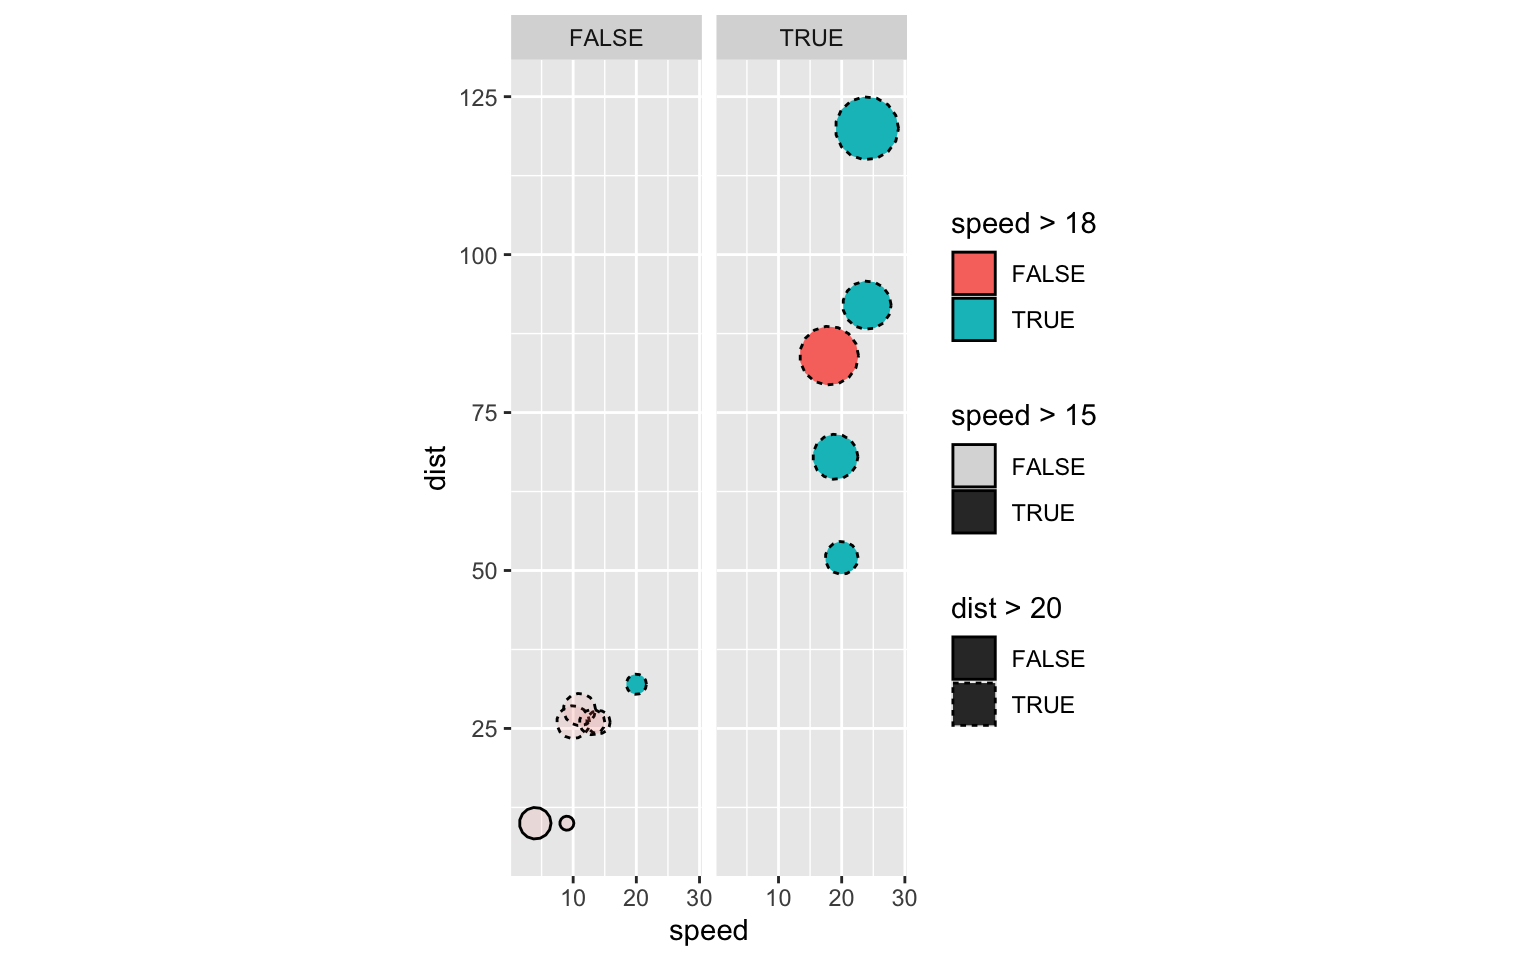 FALSE TRUE
125
100
75
50
25
dist
10 20 30 10 20 30
speed
speed > 18
FALSE
TRUE
speed > 15
FALSE
TRUE
dist > 20
FALSE
TRUE